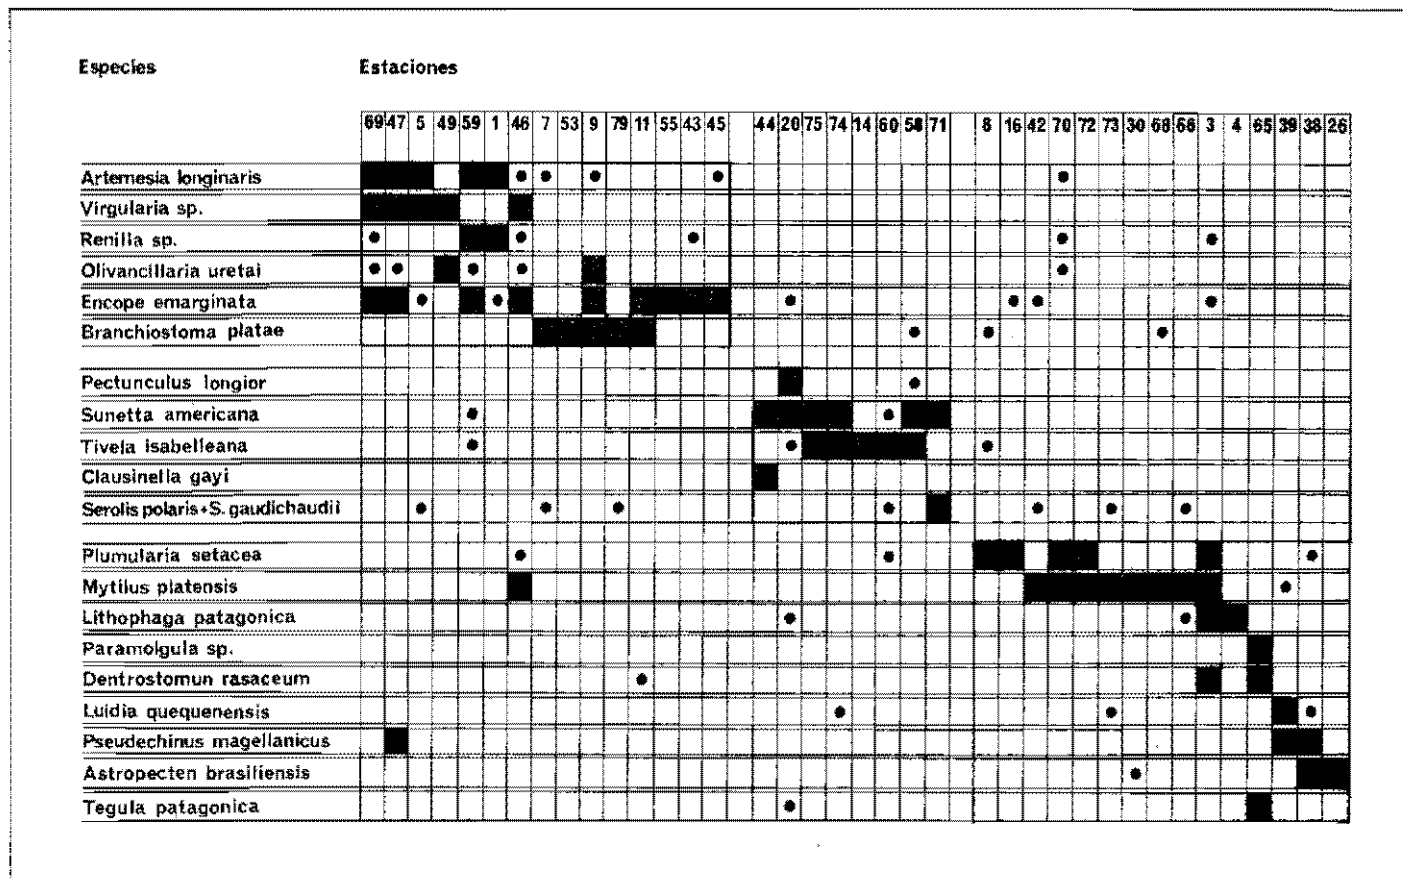 Especies Estaciones
69 47 5 49 59 1 46 7 53 9 79 11 55 43 45 44 20 75 74 14 60 58 71 8 16 42 70 72 73 30 68 66 3 4 65 39 38 26
Artemesia longinaris
Virgularia sp.
Renilla sp.
Olivancillaria uretai
Encope emarginata
Branchiostoma platae
Pectunculus longior
Sunetta americana
Tivela isabelleana
Clausinella gayi
Serolis polaris+S. gaudichaudii
Plumularia setacea
Mytilus platensis
Lithophaga patagonica
Paramolgula sp.
Dentrostomun rasaceum
Luidia quequenensis
Pseudechinus magellanicus
Astropecten brasiliensis
Tegula patagonica